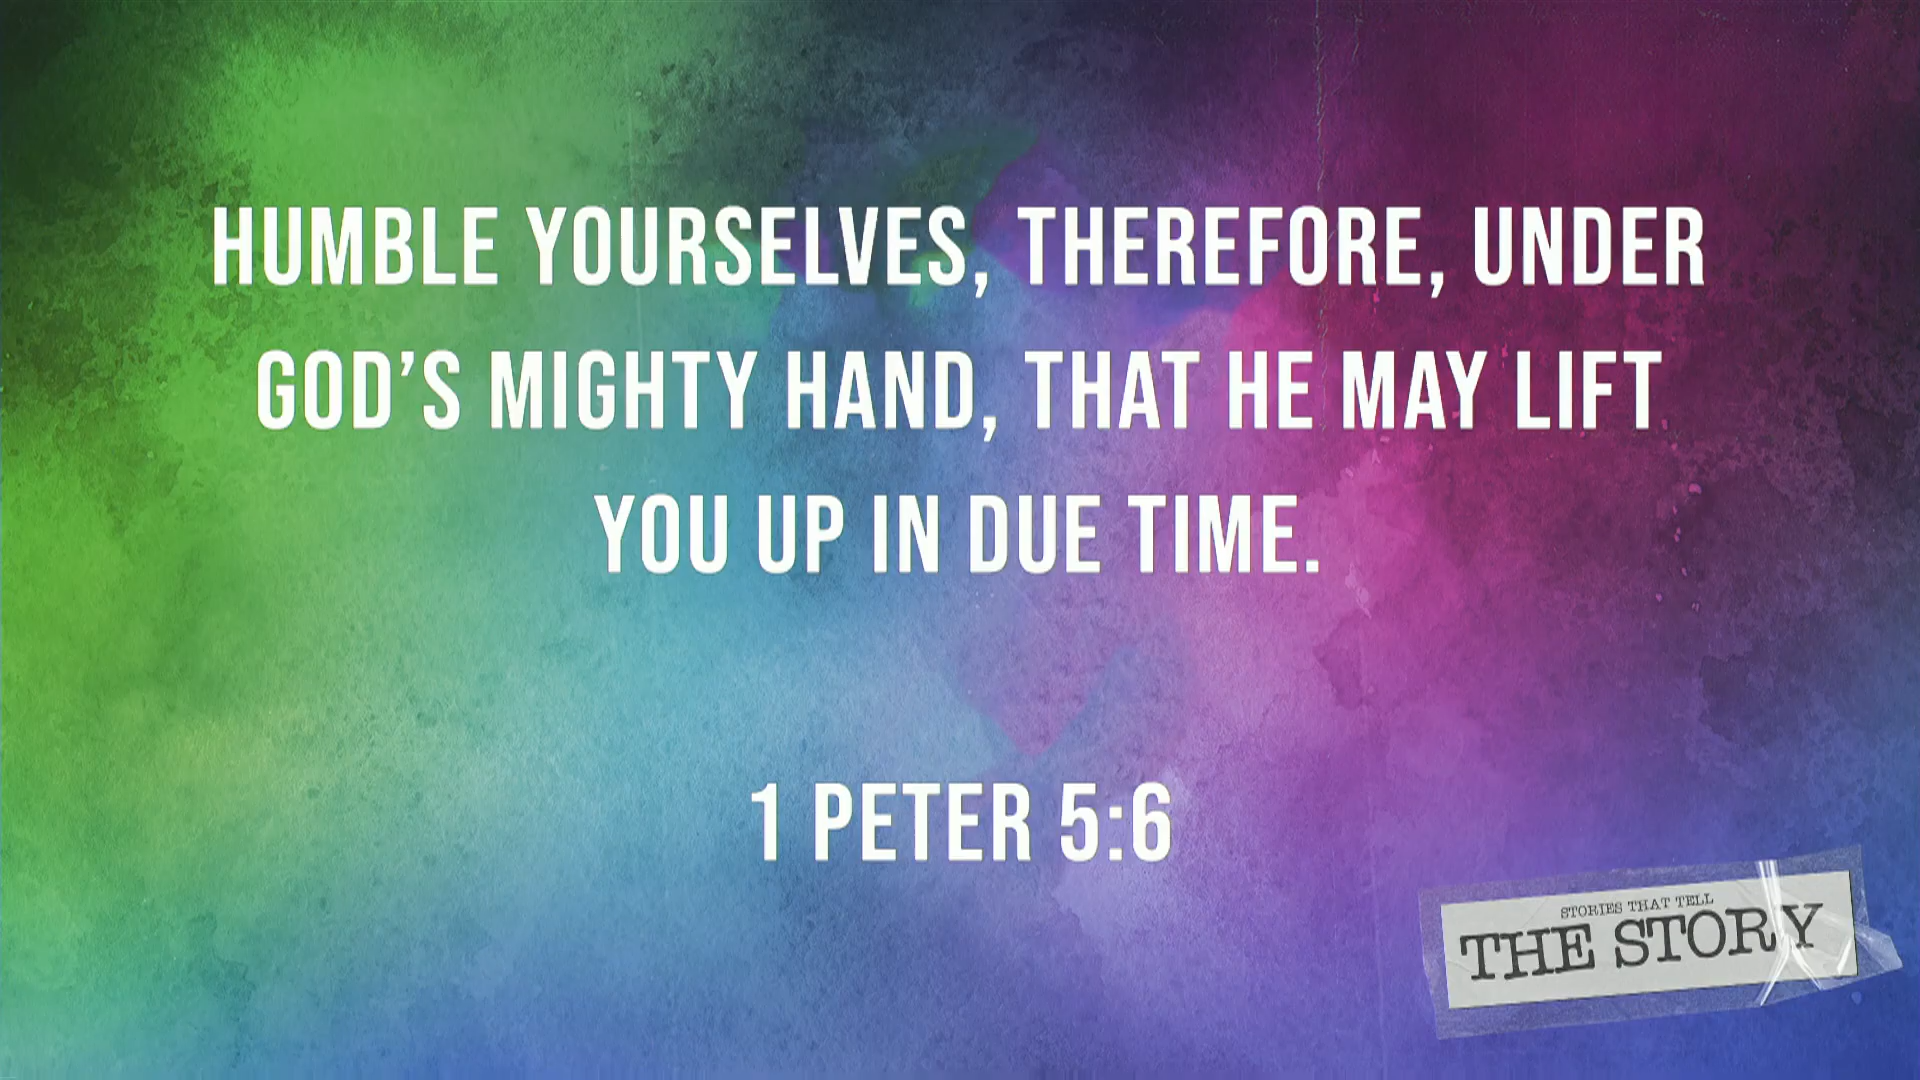 HUMBLE YOURSELVES, THEREFORE, UNDER
GOD’S MIGHTY HAND, THAT HE MAY LIFT
YOU UP IN DUE TIME.
1 PETER 5:6
STORIES THAT TELL
THE STORY